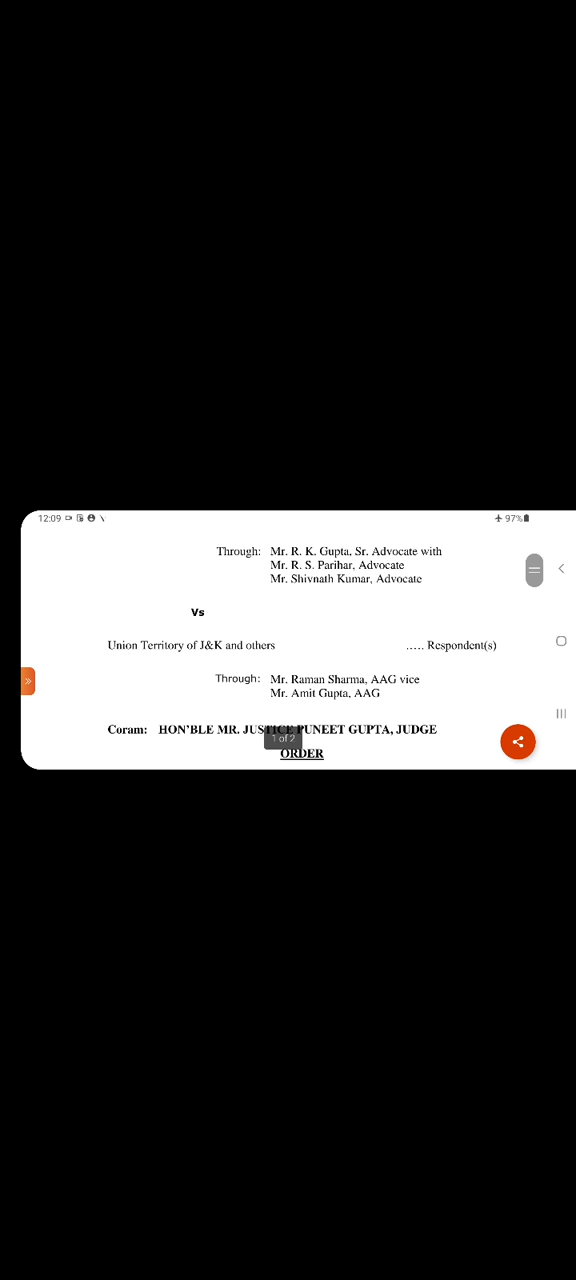 12:09
97%
Through: Mr. R. K. Gupta, Sr. Advocate with
Mr. R. S. Parihar, Advocate
Mr. Shivnath Kumar, Advocate
Vs
Union Territory of J&K and others ..... Respondent(s)
Through: Mr. Raman Sharma, AAG vice
Mr. Amit Gupta, AAG
Coram: HON'BLE MR. JUSTICE PUNEET GUPTA, JUDGE
1 of 2
ORDER